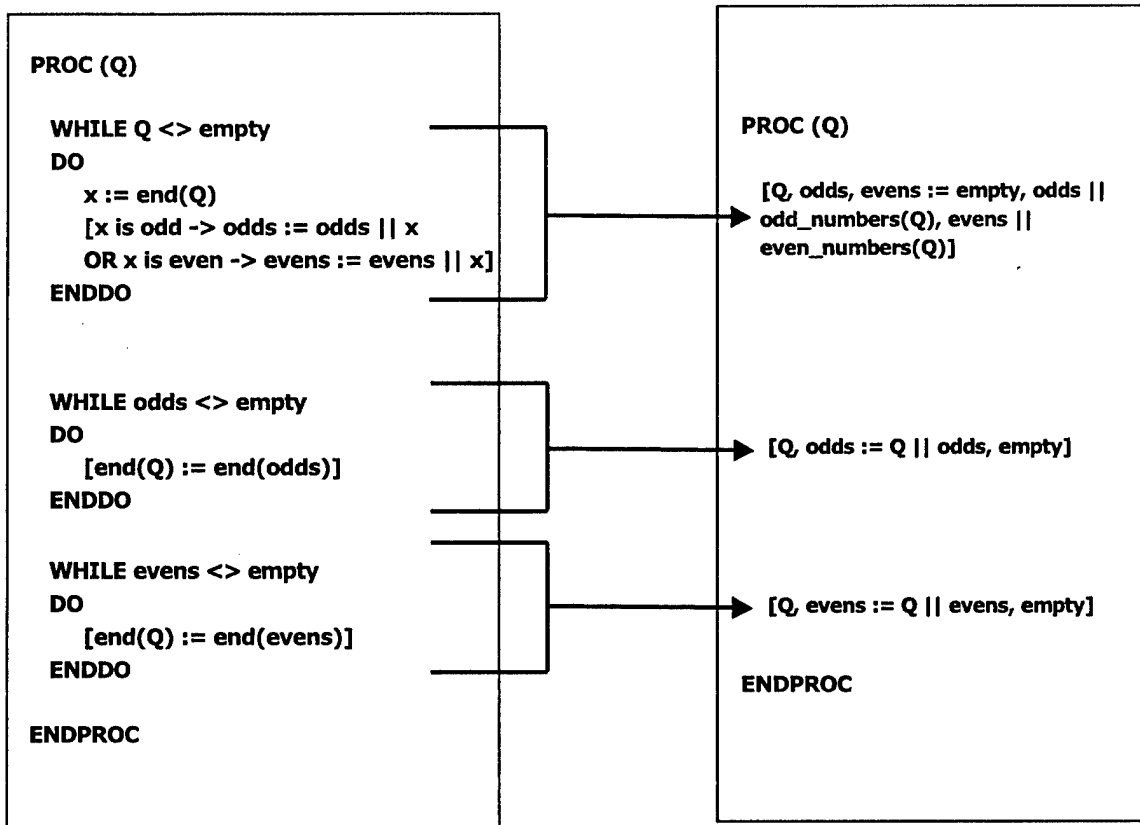 PROC (Q)
WHILE Q <> empty
DO
x := end(Q)
[x is odd -> odds := odds || x
OR x is even -> evens := evens || x]
ENDDO
WHILE odds <> empty
DO
[end(Q) := end(odds)]
ENDDO
WHILE evens <> empty
DO
[end(Q) := end(evens)]
ENDDO
ENDPROC
PROC (Q)
[Q, odds, evens := empty, odds ||
odd_numbers(Q), evens ||
even_numbers(Q)]
[Q, odds := Q || odds, empty]
[Q, evens := Q || evens, empty]
ENDPROC